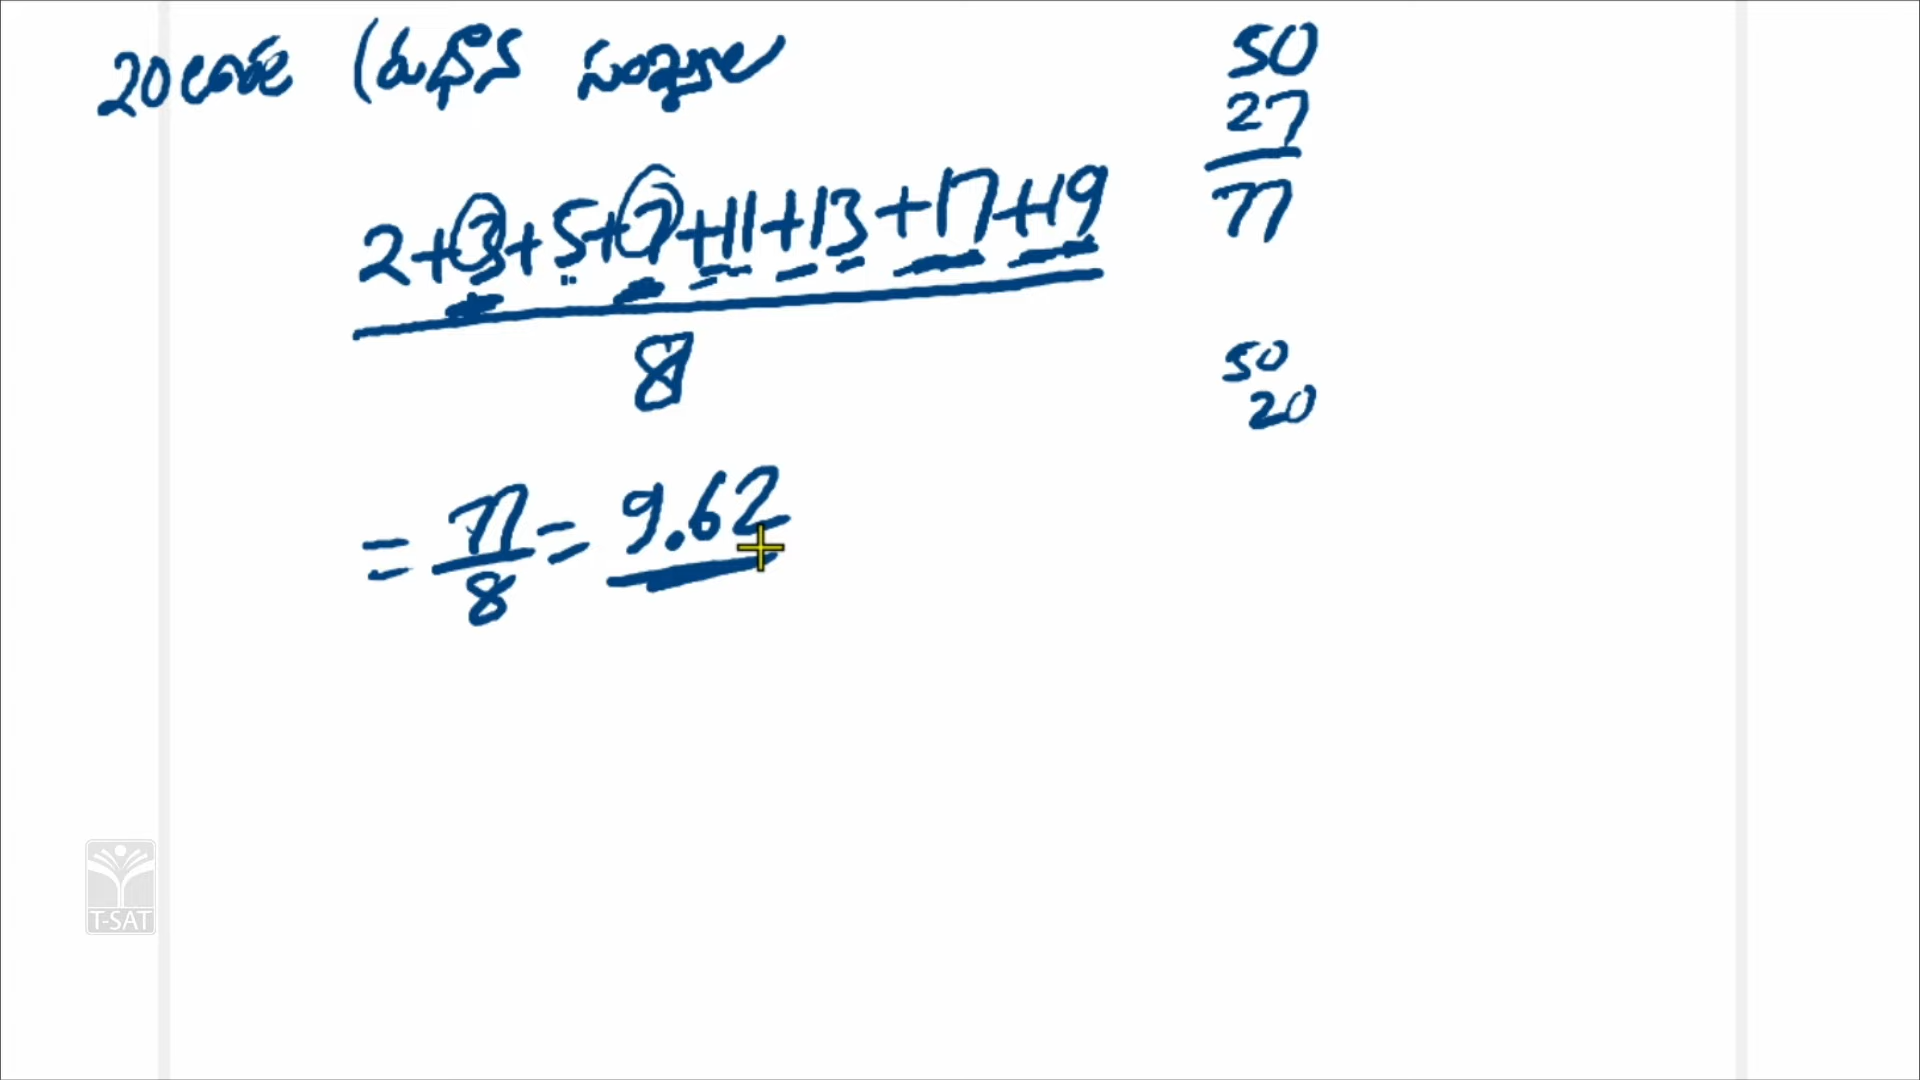 20లోపు ప్రధాన సంఖ్యల
2+3+5+7+11+13+17+19
8
= 77/8 = 9.62
50
27
77
50
20
T-SAT